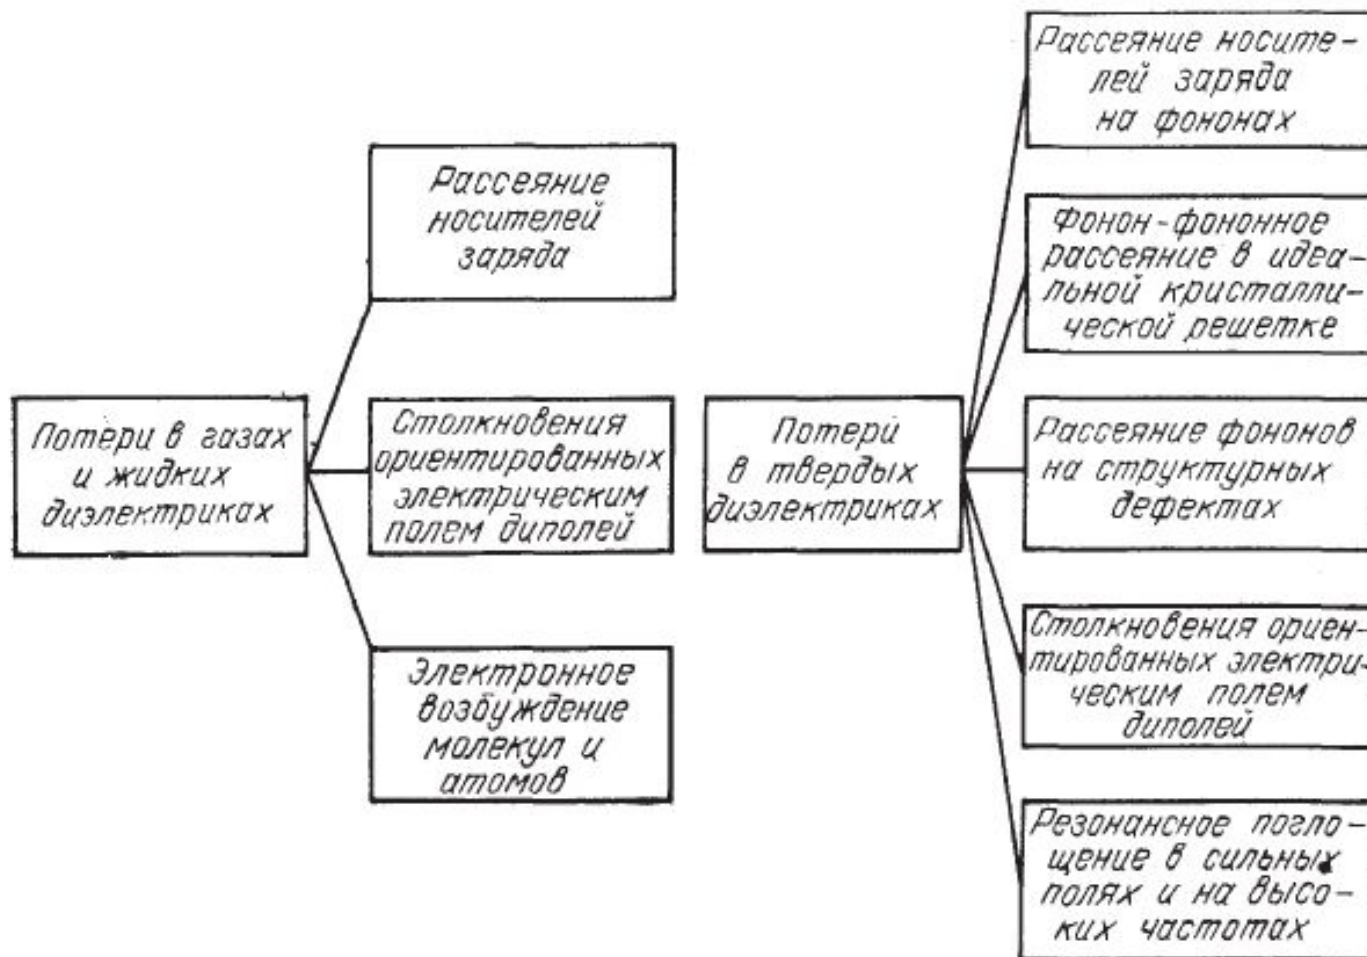 Потери в газах
и жидких
диэлектриках
Рассеяние
носителей
заряда
Столкновения
ориентированных
электрическим
полем диполей
Электронное
возбуждение
молекул и
атомов
Потери
в твердых
диэлектриках
Рассеяние носите-
лей заряда
на фононах
Фонон-фононное
рассеяние в идеа-
льной кристалли-
ческой решетке
Рассеяние фононов
на структурных
дефектах
Столкновения ориен-
тированных электри-
ческим полем
диполей
Резонансное погло-
щение в сильных
полях и на высо-
ких частотах